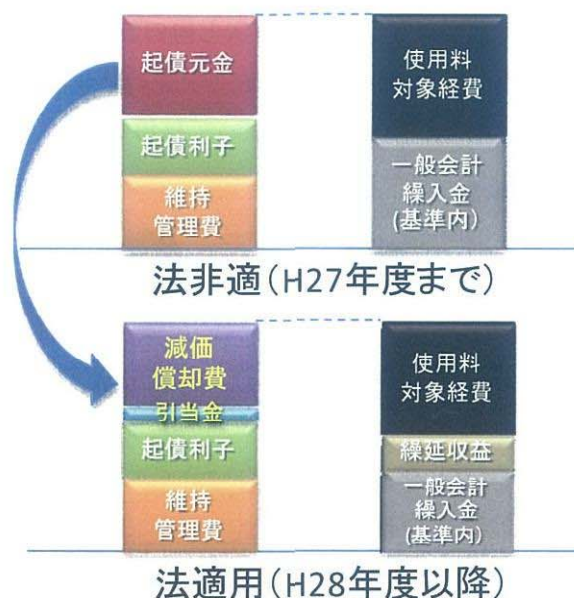 起債元金
起債利子
維持
管理費
使用料
対象経費
一般会計
繰入金
(基準内)
法非適(H27年度まで)
減価
償却費
引当金
起債利子
維持
管理費
使用料
対象経費
繰延収益
一般会計
繰入金
(基準内)
法適用(H28年度以降)